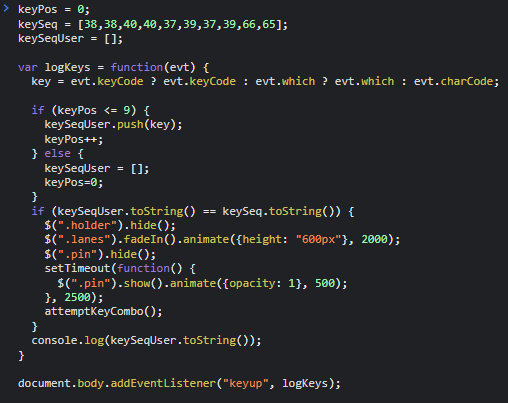 > keyPos = 0;
keySeq = [38,38,40,40,37,39,37,39,66,65];
keySeqUser = [];

var logKeys = function(evt) {
  key = evt.keyCode ? evt.keyCode : evt.which ? evt.which : evt.charCode;

  if (keyPos <= 9) {
    keySeqUser.push(key);
    keyPos++;
  } else {
    keySeqUser = [];
    keyPos=0;
  }
  if (keySeqUser.toString() == keySeq.toString()) {
    $(".holder").hide();
    $(".lanes").fadeIn().animate({height: "600px"}, 2000);
    $(".pin").hide();
    setTimeout(function() {
      $(".pin").show().animate({opacity: 1}, 500);
    }, 2500);
    attemptKeyCombo();
  }
  console.log(keySeqUser.toString());
}

document.body.addEventListener("keyup", logKeys);